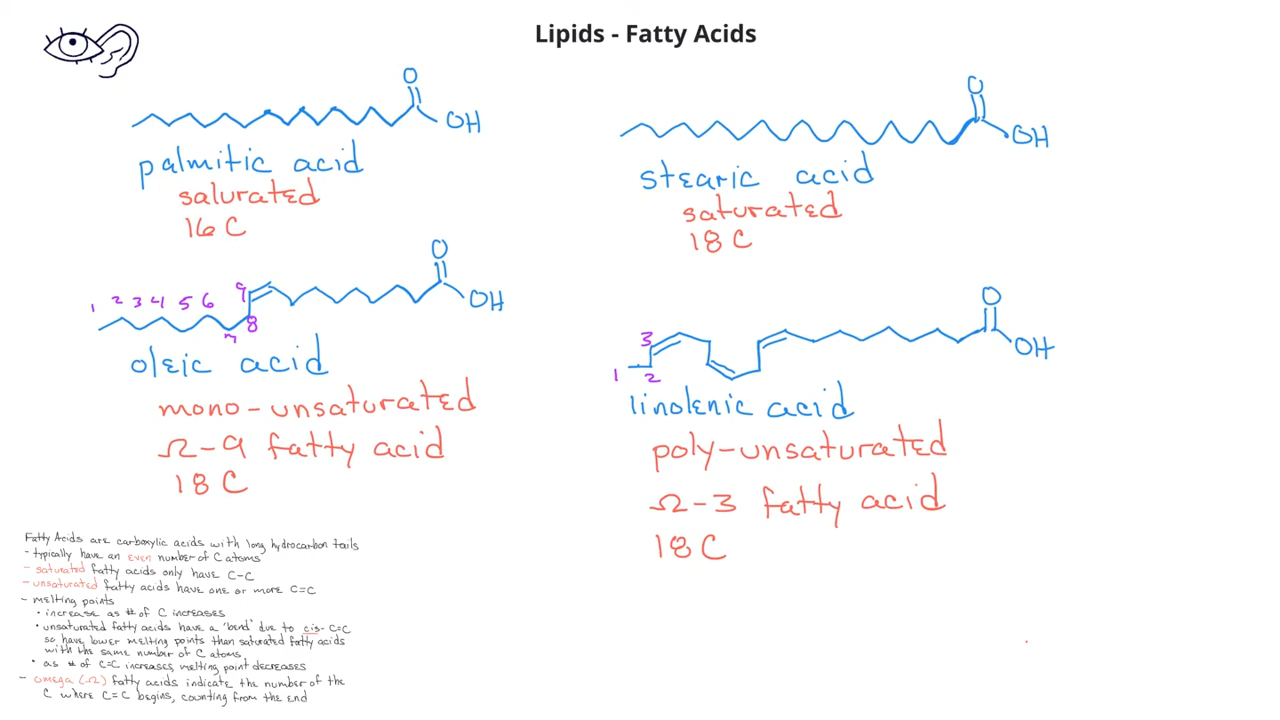 Lipids - Fatty Acids
O
OH
palmitic acid
salurated
16 C
O
OH
stearic acid
saturated
18 C
O
OH
1 2 3 4 5 6 7 8 9
oleic acid
mono-unsaturated
Ω-9 fatty acid
18 C
O
OH
1 2 3
linolenic acid
poly-unsaturated
Ω-3 fatty acid
18 C
Fatty Acids are carboxylic acids with long hydrocarbon tails
- typically have an even number of C atoms
- saturated fatty acids only have C-C
- unsaturated fatty acids have one or more C=C
- melting points
• increase as # of C increases
• unsaturated fatty acids have a 'bend' due to cis- C=C
so have lower melting points than saturated fatty acids
with the same number of C atoms
• as # of C=C increases, melting point decreases
- omega (Ω) fatty acids indicate the number of the
C where C=C begins, counting from the end